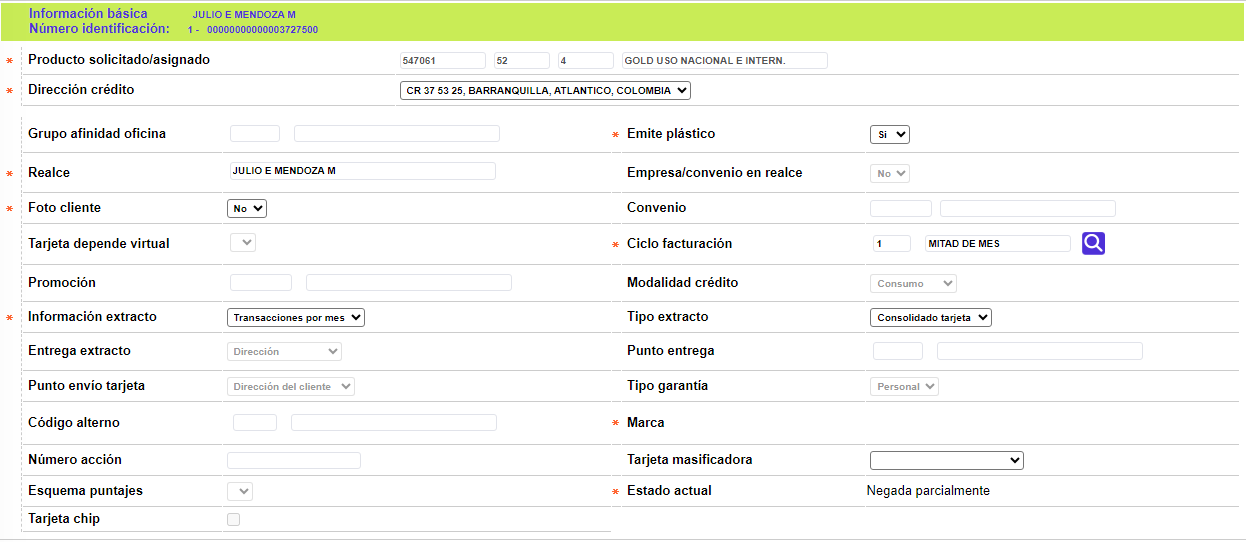 Información básica JULIO E MENDOZA M
Número identificación: 1 - 00000000000003727500
* Producto solicitado/asignado 547061 52 4 GOLD USO NACIONAL E INTERN.
* Dirección crédito CR 37 53 25, BARRANQUILLA, ATLANTICO, COLOMBIA
Grupo afinidad oficina * Emite plástico Si
* Realce JULIO E MENDOZA M Empresa/convenio en realce No
* Foto cliente No Convenio
Tarjeta depende virtual * Ciclo facturación 1 MITAD DE MES
Promoción Modalidad crédito Consumo
* Información extracto Transacciones por mes Tipo extracto Consolidado tarjeta
Entrega extracto Dirección Punto entrega
Punto envío tarjeta Dirección del cliente Tipo garantía Personal
Código alterno * Marca
Número acción Tarjeta masificadora
Esquema puntajes * Estado actual Negada parcialmente
Tarjeta chip